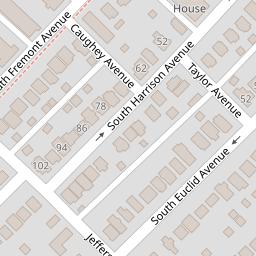 House
th Fremont Avenue
Caughey Avenue
52
62
Taylor Avenue
South Harrison Avenue
78
86
94
102
52
South Euclid Avenue
Jeffer